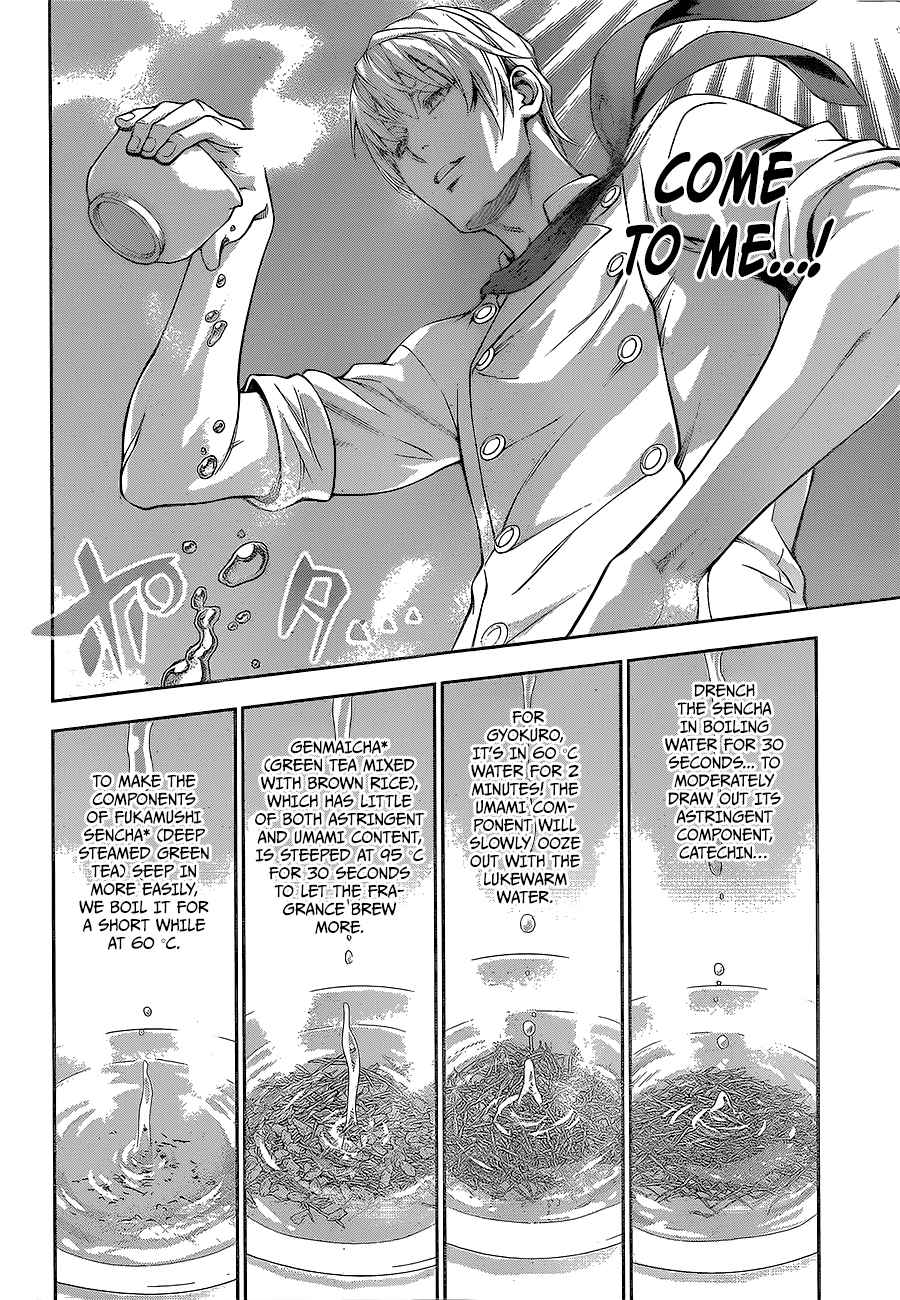 COME
TO ME...!
ポタ...
DRENCH
THE SENCHA
IN BOILING
WATER FOR 30
SECONDS... TO
MODERATELY
DRAW OUT ITS
ASTRINGENT
COMPONENT,
CATECHIN...
FOR
GYOKURO,
IT'S IN 60 °C
WATER FOR 2
MINUTES! THE
UMAMI COM-
PONENT WILL
SLOWLY OOZE
OUT WITH THE
LUKEWARM
WATER.
GENMAICHA*
(GREEN TEA MIXED
WITH BROWN RICE),
WHICH HAS LITTLE
OF BOTH ASTRINGENT
AND UMAMI CONTENT,
IS STEEPED AT 95 °C
FOR 30 SECONDS
TO LET THE FRA-
GRANCE BREW
MORE.
TO MAKE THE
COMPONENTS
OF FUKAMUSHI
SENCHA* (DEEP
STEAMED GREEN
TEA) SEEP IN
MORE EASILY,
WE BOIL IT FOR
A SHORT WHILE
AT 60 °C.